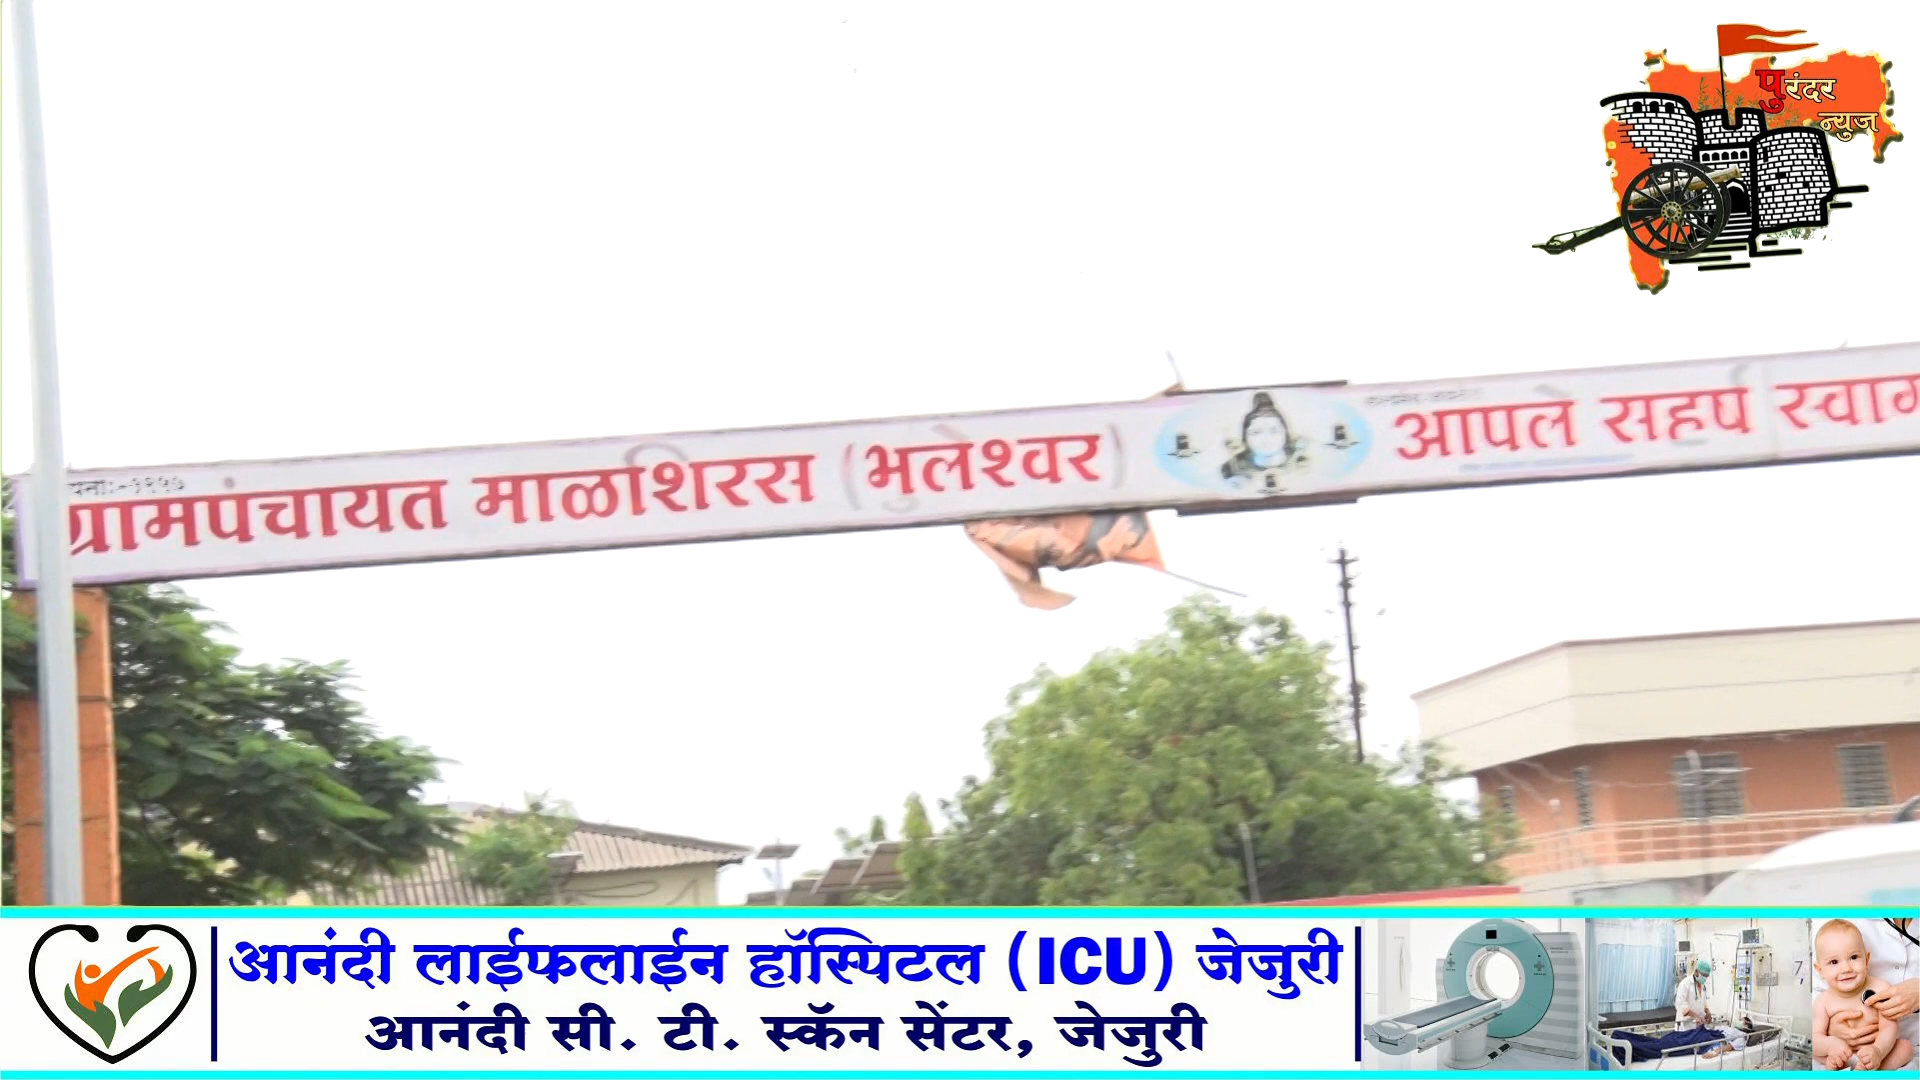 पुरंदर
न्युज
ग्रामपंचायत माळशिरस (भुलेश्वर) आपले सहर्ष स्वाग
आनंदी लाईफलाईन हॉस्पिटल (ICU) जेजुरी
आनंदी सी. टी. स्कॅन सेंटर, जेजुरी